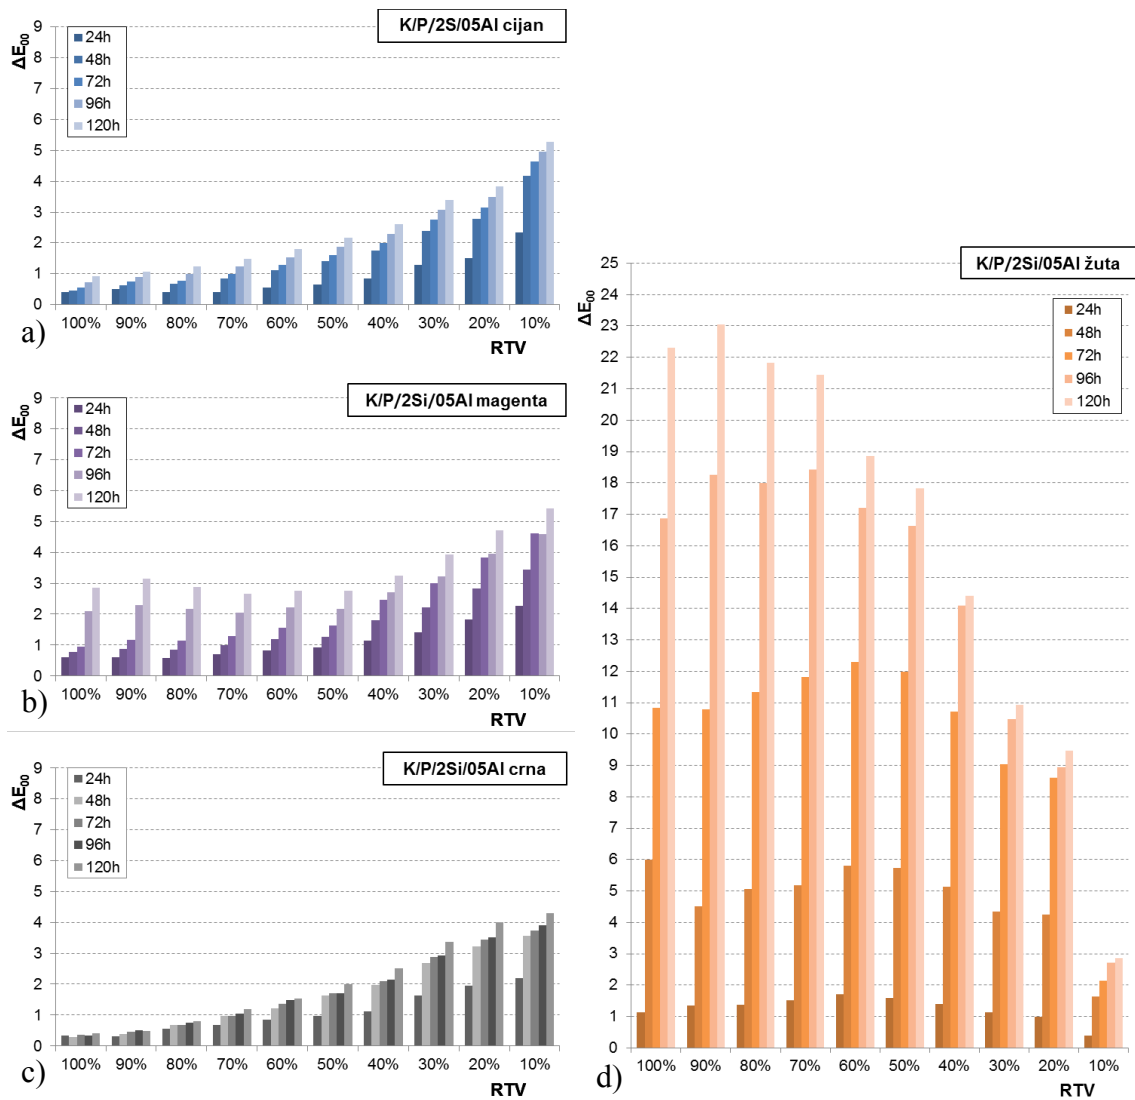 K/P/2S/05Al cijan
ΔE00
9
8
7
6
5
4
3
2
1
0
24h
48h
72h
96h
120h
100% 90% 80% 70% 60% 50% 40% 30% 20% 10%
RTV
a)
K/P/2Si/05Al magenta
ΔE00
9
8
7
6
5
4
3
2
1
0
24h
48h
72h
96h
120h
100% 90% 80% 70% 60% 50% 40% 30% 20% 10%
RTV
b)
K/P/2Si/05Al crna
ΔE00
9
8
7
6
5
4
3
2
1
0
24h
48h
72h
96h
120h
100% 90% 80% 70% 60% 50% 40% 30% 20% 10%
RTV
c)
K/P/2Si/05Al žuta
ΔE00
25
24
23
22
21
20
19
18
17
16
15
14
13
12
11
10
9
8
7
6
5
4
3
2
1
0
24h
48h
72h
96h
120h
100% 90% 80% 70% 60% 50% 40% 30% 20% 10%
RTV
d)